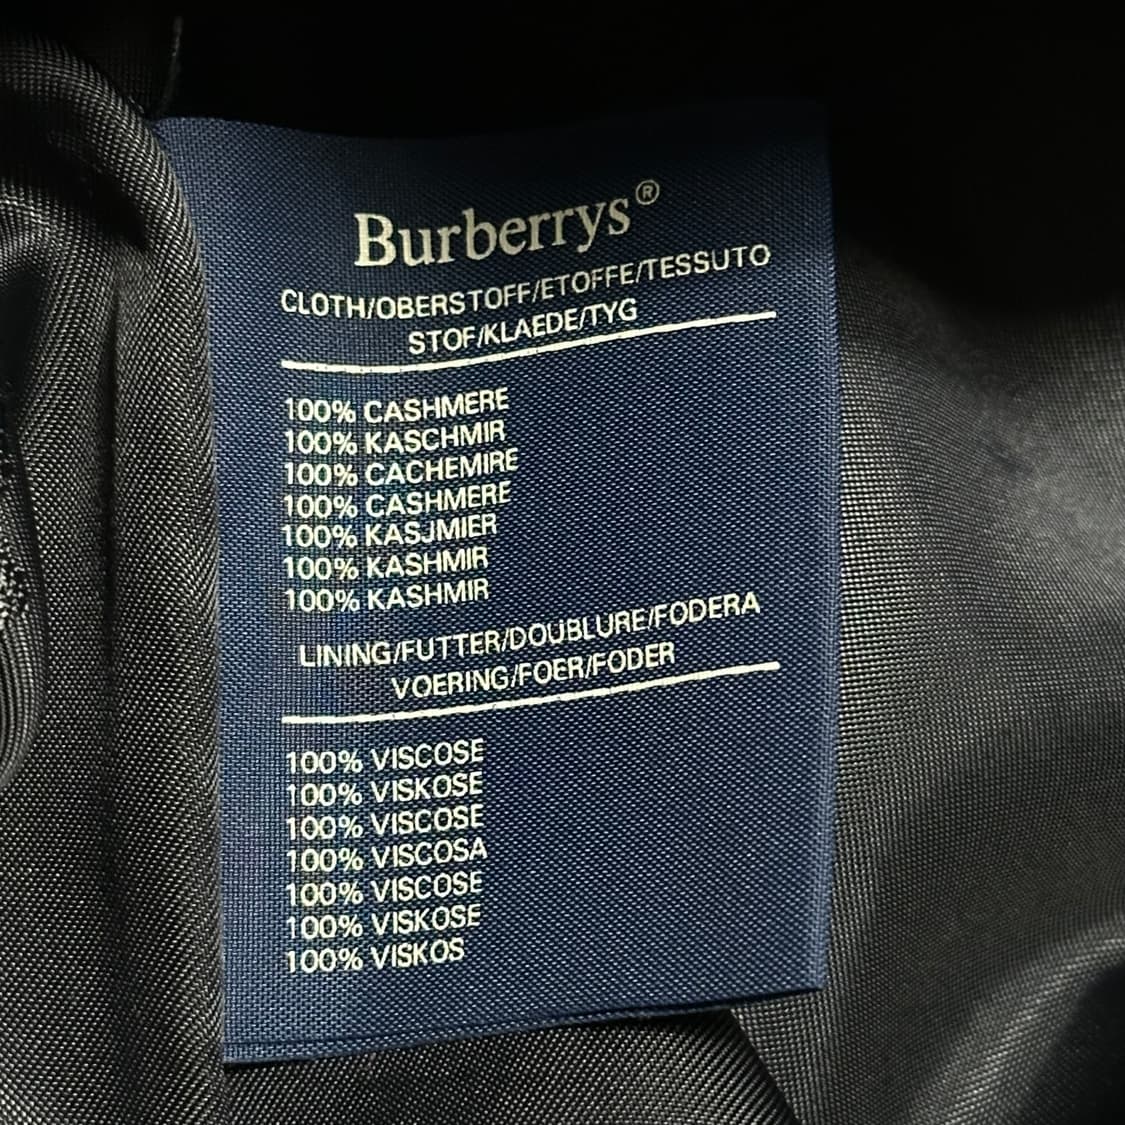 Burberrys®
CLOTH/OBERSTOFF/ETOFFE/TESSUTO
STOF/KLAEDE/TYG
100% CASHMERE
100% KASCHMIR
100% CACHEMIRE
100% CASHMERE
100% KASJMIER
100% KASHMIR
100% KASHMIR
LINING/FUTTER/DOUBLURE/FODERA
VOERING/FOER/FODER
100% VISCOSE
100% VISKOSE
100% VISCOSE
100% VISCOSA
100% VISCOSE
100% VISKOSE
100% VISKOS